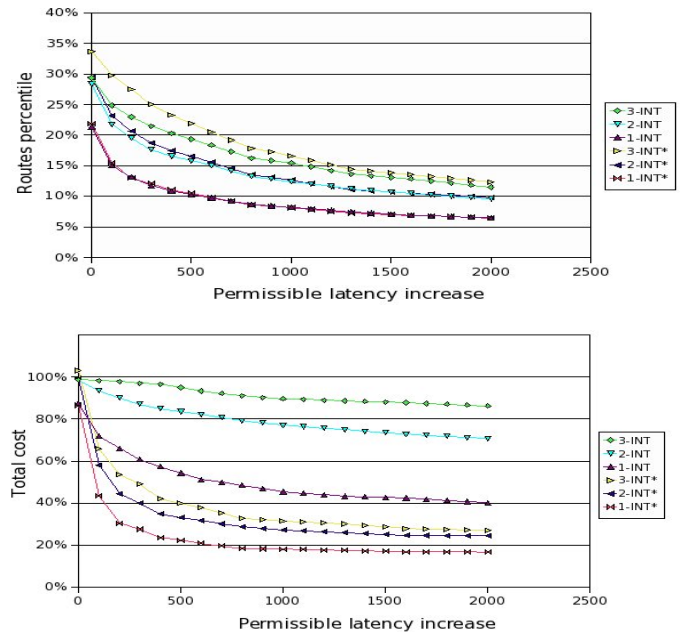 40%
35%
30%
25%
20%
15%
10%
5%
0%
Routes percentile
0
500
1000
1500
2000
2500
Permissible latency increase
3-INT
2-INT
1-INT
3-INT*
2-INT*
1-INT*
100%
80%
60%
40%
20%
0%
Total cost
0
500
1000
1500
2000
2500
Permissible latency increase
3-INT
2-INT
1-INT
3-INT*
2-INT*
1-INT*